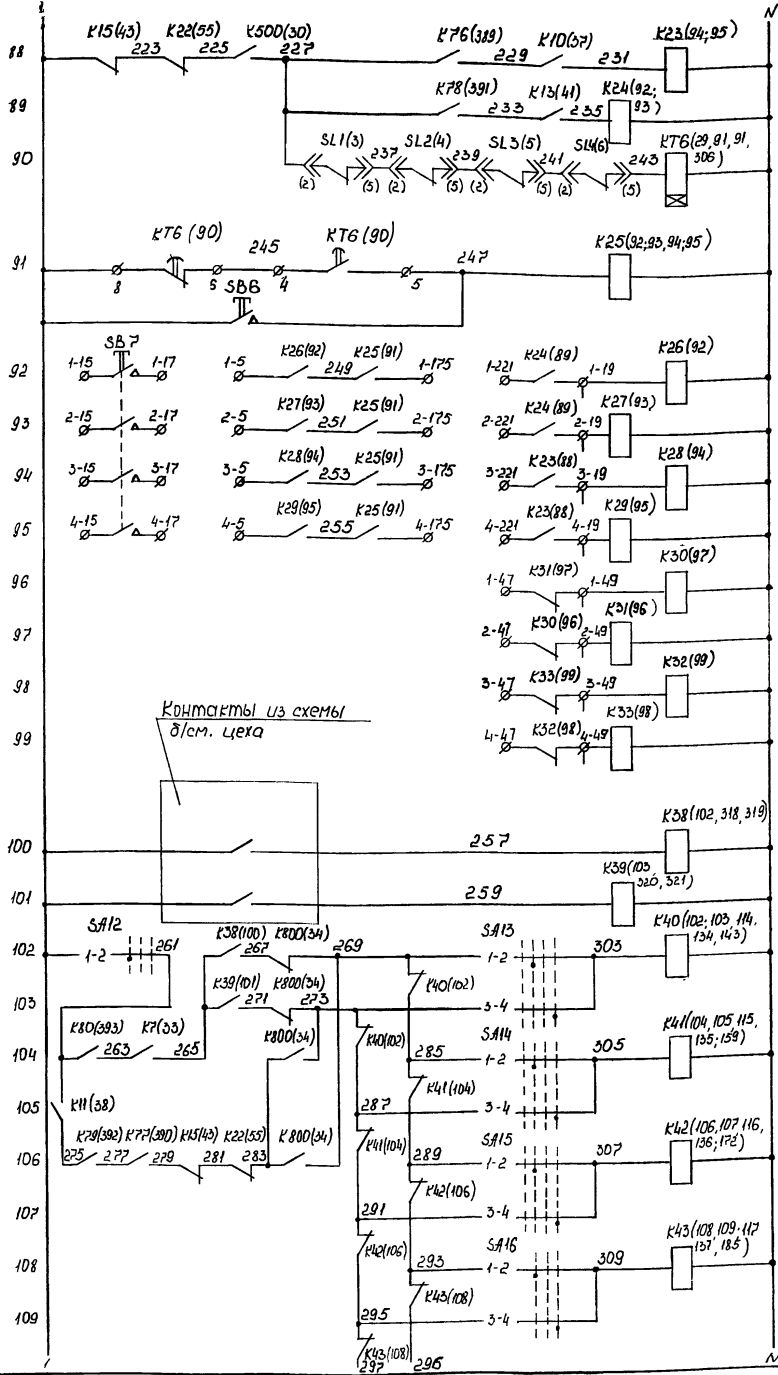 1 N
88 K15(43) 223 K22(55) 225 K500(30) 227 K76(389) 229 K10(37) 231 K23(94;95)
89 K78(391) 233 K13(41) 235 K24(92; 93)
90 SL1(3) 237 SL2(4) 239 SL3(5) 241 SL4(6) 243 KT6(29,91,91, 306)
(2) (5) (2) (5) (2) (5) (2) (5)
91 KT6(90) 245 KT6(90) 247 K25(92;93,94;95)
8 6 4 5
SB6
92 SB7 1-15 1-17 1-5 K26(92) 249 K25(91) 1-175 1-221 K24(89) 1-19 K26(92)
93 2-15 2-17 2-5 K27(93) 251 K25(91) 2-175 2-221 K24(89) 2-19 K27(93)
94 3-15 3-17 3-5 K28(94) 253 K25(91) 3-175 3-221 K23(88) 3-19 K28(94)
95 4-15 4-17 4-5 K29(95) 255 K25(91) 4-175 4-221 K23(88) 4-19 K29(95)
96 1-47 K31(97) 1-49 K30(97)
97 2-47 K30(96) 2-49 K31(96)
98 3-47 K33(99) 3-49 K32(99)
99 4-47 K32(98) 4-49 K33(98)
Контакты из схемы
б/см. цеха
100 257 K38(102,318,319)
101 259 K39(103 320, 321)
102 SA12 1-2 261 K38(100) 267 K800(34) 269 SA13 1-2 303 K40(102;103,114, 134,143)
K40(102)
103 K39(101) 271 K800(34) 273 3-4
104 K80(393) 263 K7(33) 265 K800(34) K40(102) 285 SA14 1-2 305 K41(104,105 115, 135;159)
105 K11(38) 287 K41(104) 3-4
106 275 K79(392) 277 K77(390) 279 K15(43) 281 K22(55) 283 K800(34) K41(104) 289 SA15 1-2 307 K42(106,107 116, 136;172)
K42(106)
107 291 3-4
108 K42(106) 293 SA16 1-2 309 K43(108,109·117 137, 185)
K43(108)
109 295 3-4
K43(108)
1 297 296 N